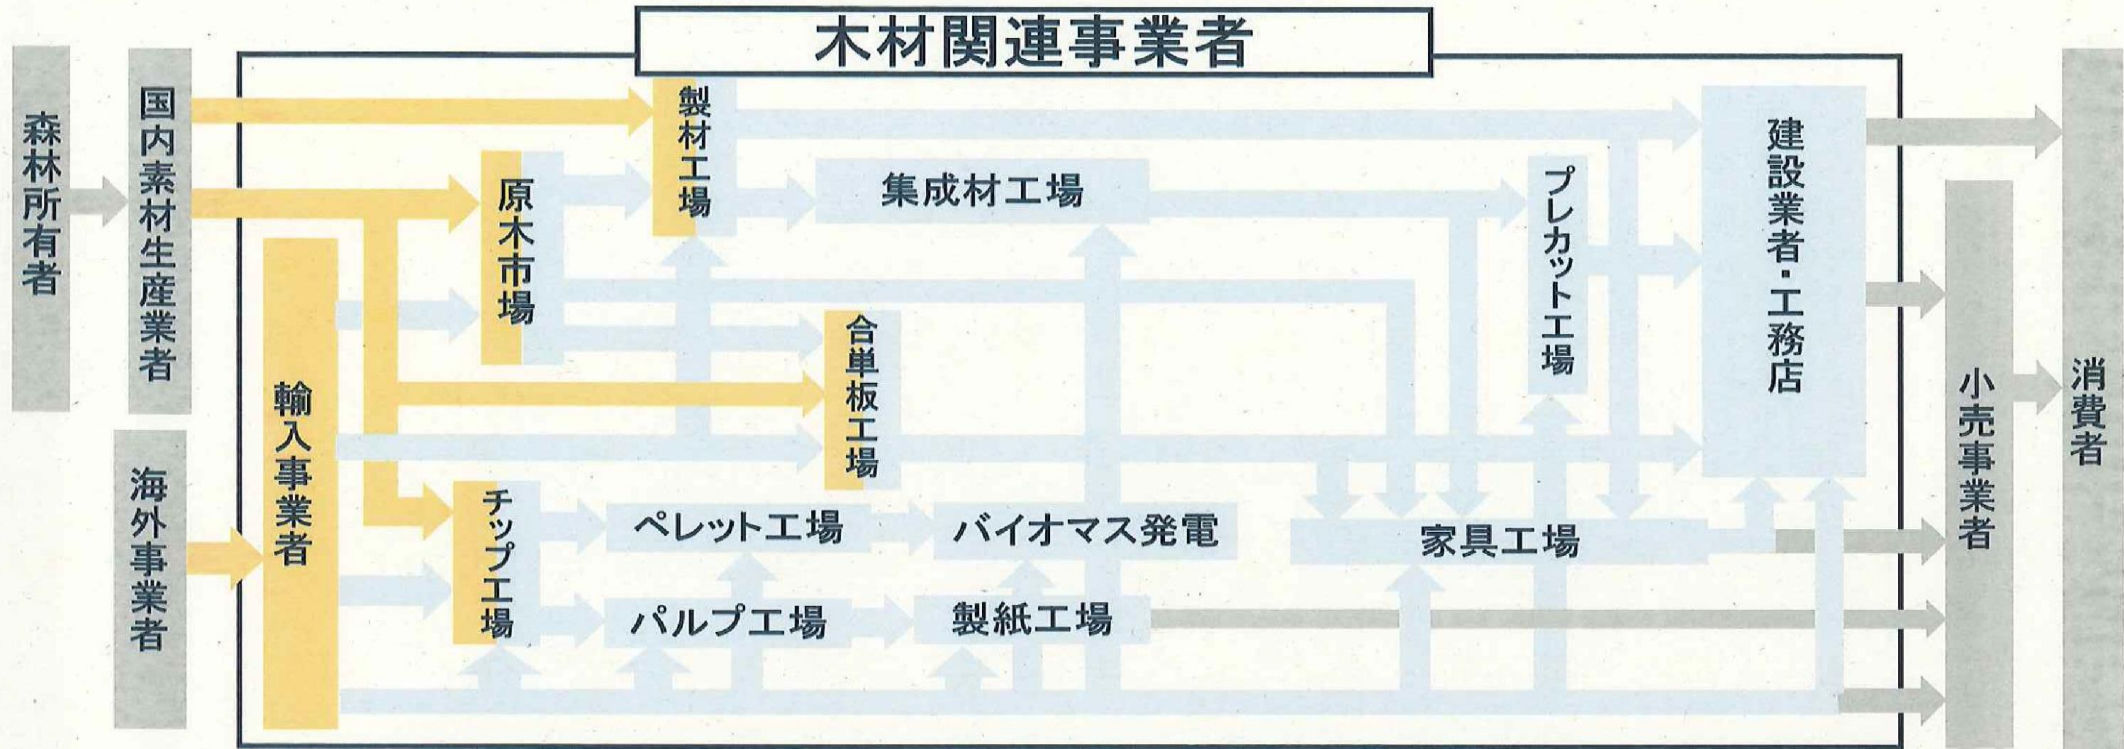 木材関連事業者
森林所有者
国内素材生産業者
海外事業者
輸入事業者
原木市場
製材工場
集成材工場
合単板工場
チップ工場
ペレット工場
バイオマス発電
パルプ工場
製紙工場
プレカット工場
家具工場
建設業者・工務店
小売事業者
消費者